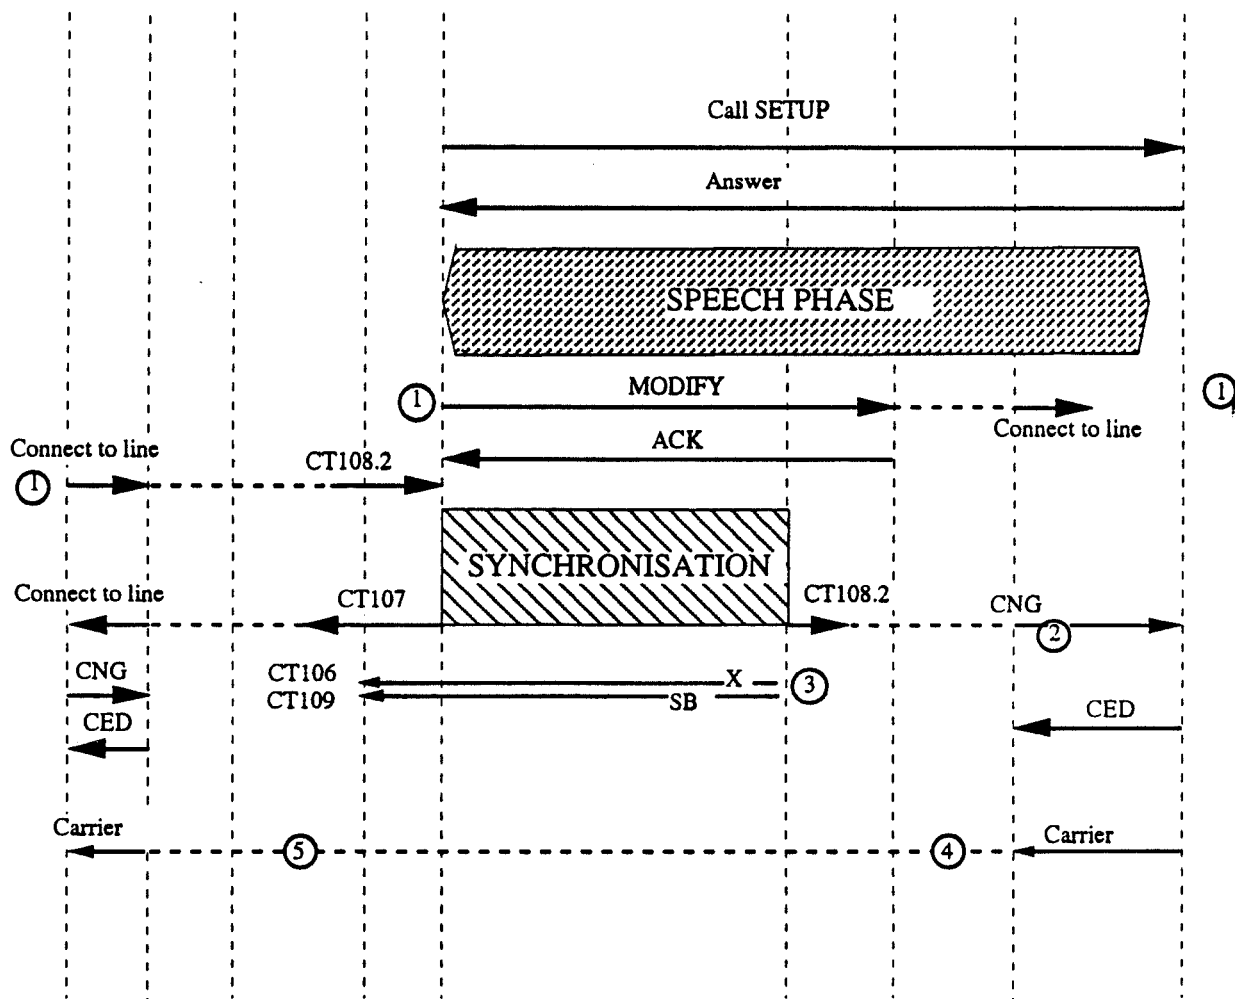 Call SETUP
Answer
SPEECH PHASE
1 MODIFY 1
Connect to line
ACK
Connect to line
CT108.2
1
SYNCHRONISATION
Connect to line CT107 CT108.2 CNG
2
CNG CT106 X 3
CT109 SB
CED CED
Carrier 5 4 Carrier